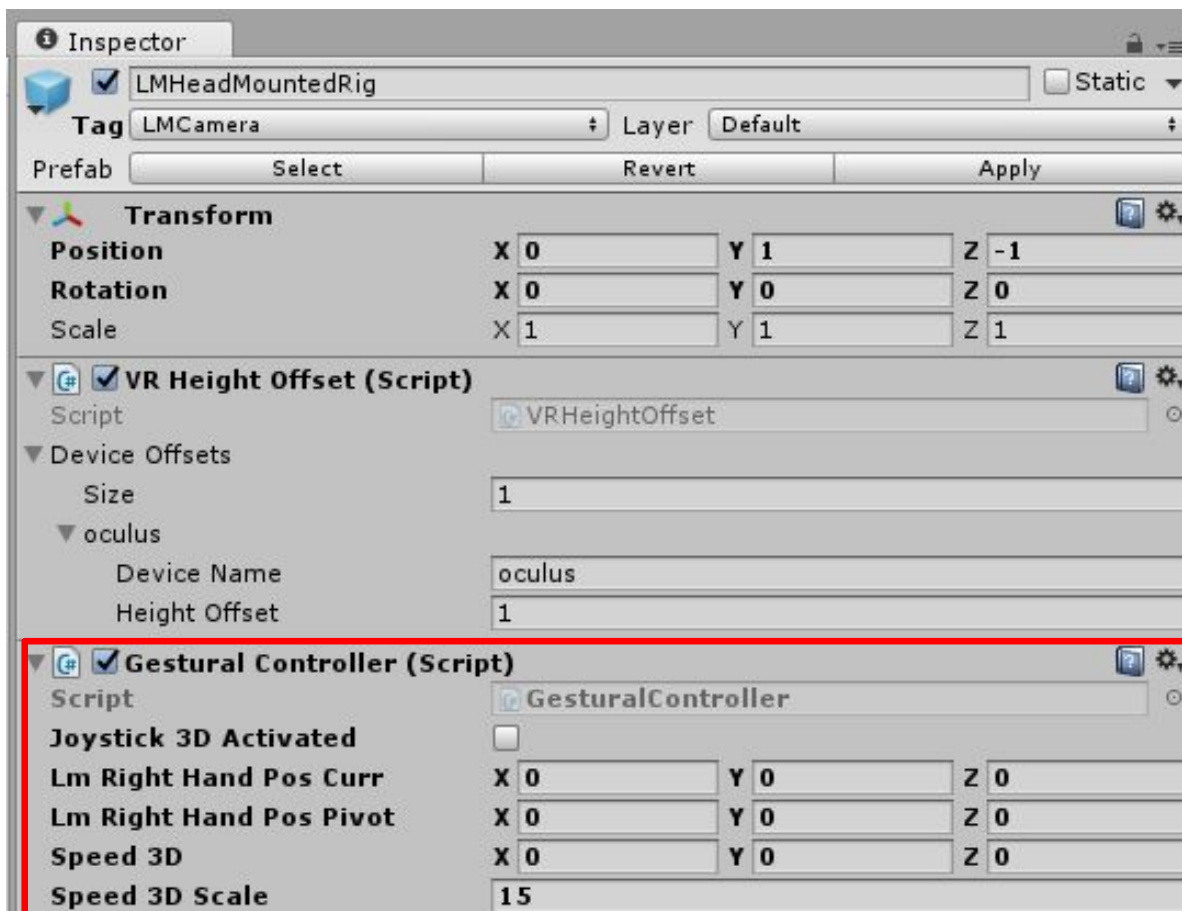 Inspector
LMHeadMountedRig Static
Tag LMCamera Layer Default
Prefab Select Revert Apply
Transform
Position X 0 Y 1 Z -1
Rotation X 0 Y 0 Z 0
Scale X 1 Y 1 Z 1
VR Height Offset (Script)
Script VRHeightOffset
Device Offsets
Size 1
oculus
Device Name oculus
Height Offset 1
Gestural Controller (Script)
Script GesturalController
Joystick 3D Activated
Lm Right Hand Pos Curr X 0 Y 0 Z 0
Lm Right Hand Pos Pivot X 0 Y 0 Z 0
Speed 3D X 0 Y 0 Z 0
Speed 3D Scale 15